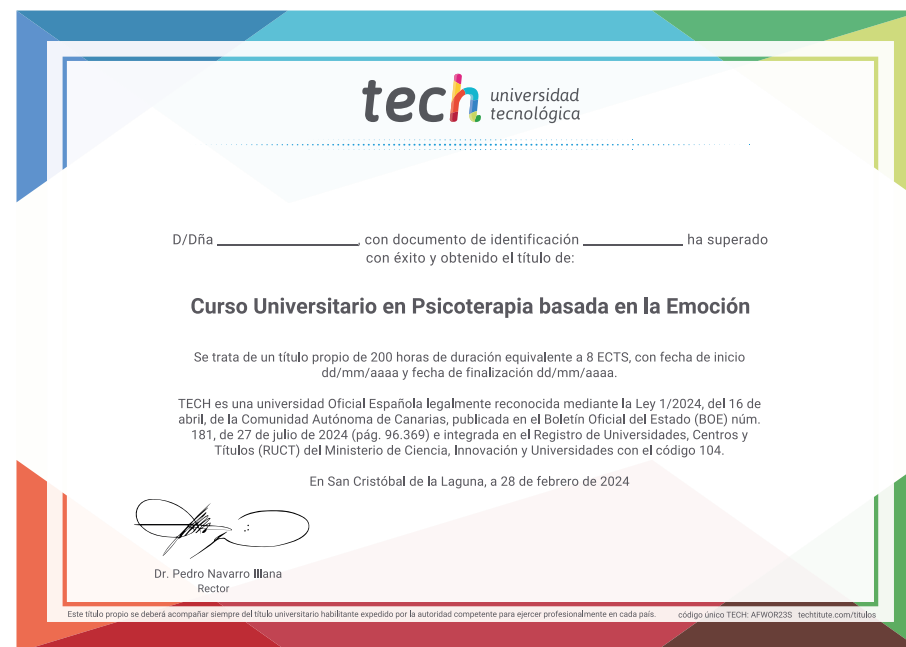 tech universidad
tecnológica
D/Dña ____________________, con documento de identificación ______________ ha superado
con éxito y obtenido el título de:
Curso Universitario en Psicoterapia basada en la Emoción
Se trata de un título propio de 200 horas de duración equivalente a 8 ECTS, con fecha de inicio
dd/mm/aaaa y fecha de finalización dd/mm/aaaa.
TECH es una universidad Oficial Española legalmente reconocida mediante la Ley 1/2024, del 16 de
abril, de la Comunidad Autónoma de Canarias, publicada en el Boletín Oficial del Estado (BOE) núm.
181, de 27 de julio de 2024 (pág. 96.369) e integrada en el Registro de Universidades, Centros y
Títulos (RUCT) del Ministerio de Ciencia, Innovación y Universidades con el código 104.
En San Cristóbal de la Laguna, a 28 de febrero de 2024
Dr. Pedro Navarro Illana
Rector
Este título propio se deberá acompañar siempre del título universitario habilitante expedido por la autoridad competente para ejercer profesionalmente en cada país. código único TECH: AFWOR23S techtitute.com/titulos